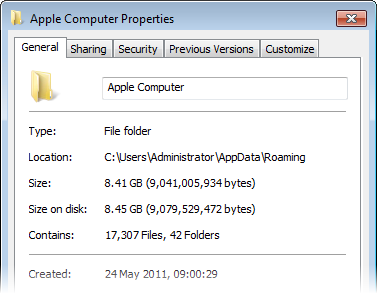 Apple Computer Properties
General Sharing Security Previous Versions Customize
Apple Computer
Type: File folder
Location: C:\Users\Administrator\AppData\Roaming
Size: 8.41 GB (9,041,005,934 bytes)
Size on disk: 8.45 GB (9,079,529,472 bytes)
Contains: 17,307 Files, 42 Folders
Created: 24 May 2011, 09:00:29